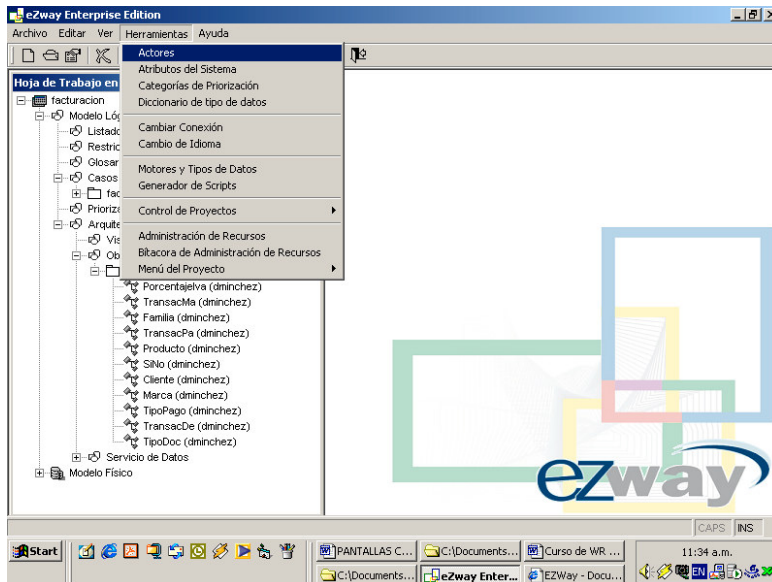 eZway Enterprise Edition
Archivo Editar Ver Herramientas Ayuda
Actores
Atributos del Sistema
Categorías de Priorización
Diccionario de tipo de datos
Cambiar Conexión
Cambio de Idioma
Motores y Tipos de Datos
Generador de Scripts
Control de Proyectos
Administración de Recursos
Bitacora de Administración de Recursos
Menú del Proyecto
Hoja de Trabajo en
facturacion
Modelo Lóg
Listado
Restric
Glosar
Casos
fac
Prioriza
Arquite
Vis
Ob
PorcentajeIva (dminchez)
TransacMa (dminchez)
Familia (dminchez)
TransacPa (dminchez)
Producto (dminchez)
SiNo (dminchez)
Cliente (dminchez)
Marca (dminchez)
TipoPago (dminchez)
TransacDe (dminchez)
TipoDoc (dminchez)
Servicio de Datos
Modelo Físico
ezway
CAPS INS
Start PANTALLAS C... C:\Documents... Curso de WR ... 11:34 a.m.
C:\Documents... eZway Enter... EZWay - Docu... EN